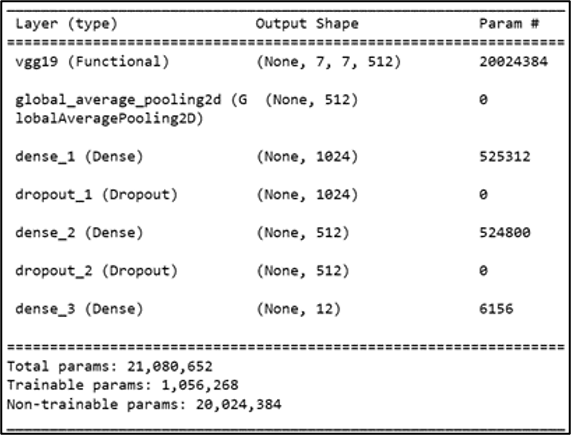 Layer (type) Output Shape Param #
================================================================
vgg19 (Functional) (None, 7, 7, 512) 20024384
global_average_pooling2d (G (None, 512) 0
lobalAveragePooling2D)
dense_1 (Dense) (None, 1024) 525312
dropout_1 (Dropout) (None, 1024) 0
dense_2 (Dense) (None, 512) 524800
dropout_2 (Dropout) (None, 512) 0
dense_3 (Dense) (None, 12) 6156
================================================================
Total params: 21,080,652
Trainable params: 1,056,268
Non-trainable params: 20,024,384